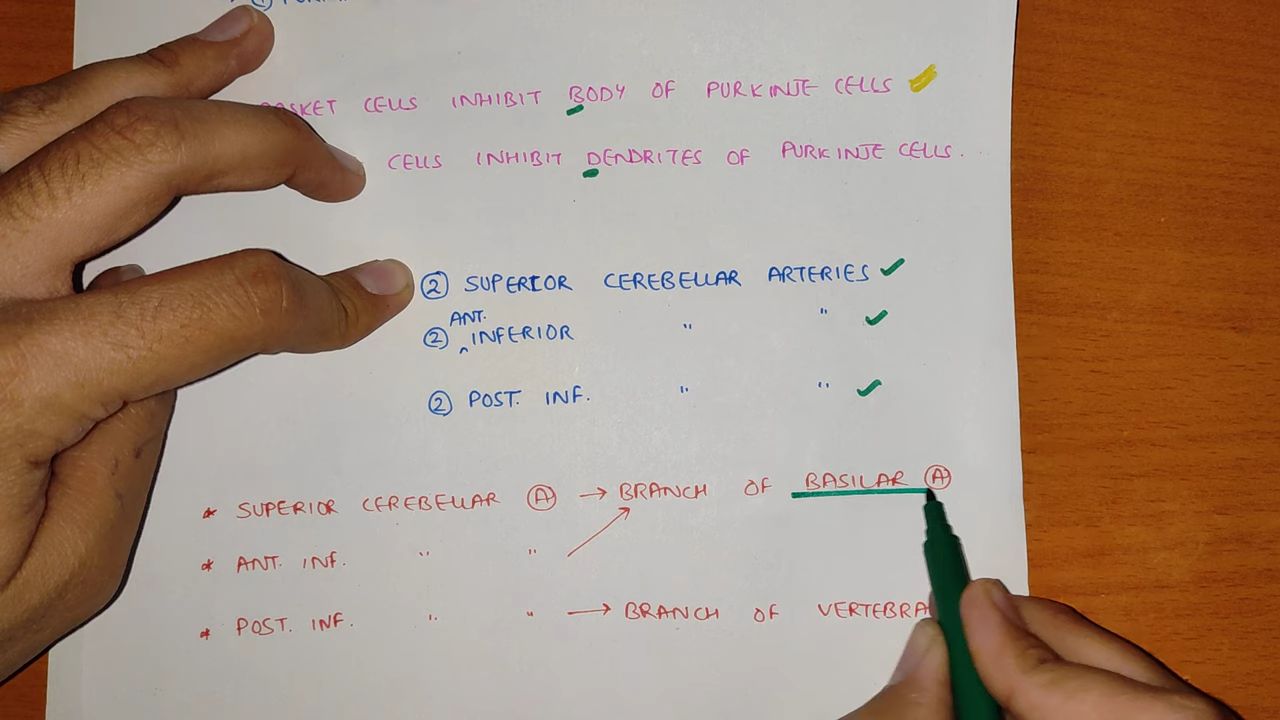 BASKET CELLS INHIBIT BODY OF PURKINJE CELLS
CELLS INHIBIT DENDRITES OF PURKINJE CELLS.
② SUPERIOR CEREBELLAR ARTERIES ✓
② ANT. ^ INFERIOR " " ✓
② POST. INF. " " ✓
* SUPERIOR CEREBELLAR Ⓐ → BRANCH OF BASILAR Ⓐ
* ANT. INF. " "
* POST. INF. " " → BRANCH OF